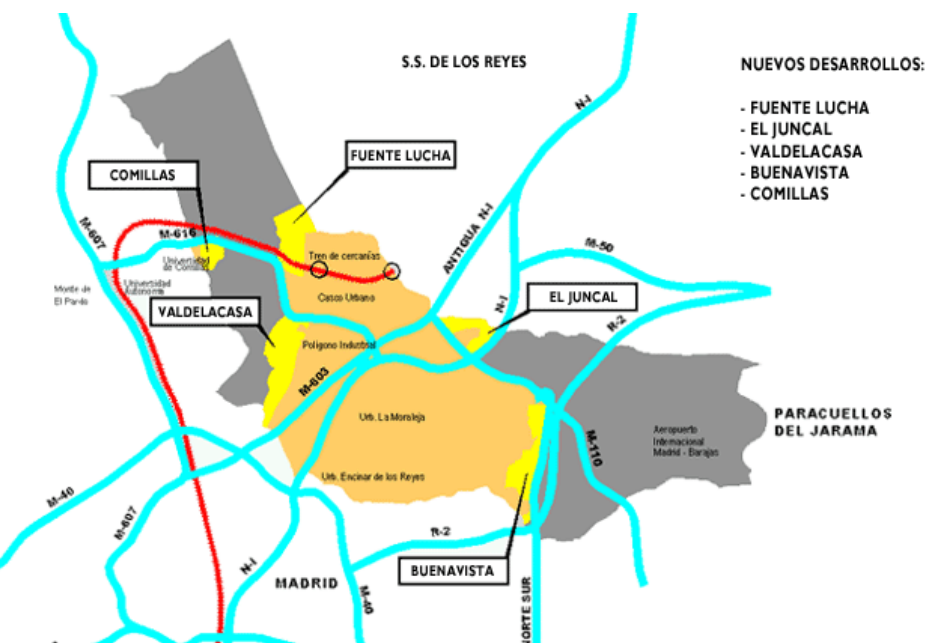 S.S. DE LOS REYES
NUEVOS DESARROLLOS:
- FUENTE LUCHA
- EL JUNCAL
- VALDELACASA
- BUENAVISTA
- COMILLAS
N-I
FUENTE LUCHA
COMILLAS
M-607
M-616
ANTIGUA N-I
M-50
Tren de cercanías
Universidad
de Comillas
Universidad
Autonoma
Monte de
El Pardo
Casco Urbano
EL JUNCAL
N-I
VALDELACASA
R-2
Poligono Industrial
M-603
Urb. La Moraleja
PARACUELLOS
DEL JARAMA
Aeropuerto
Internacional
Madrid - Barajas
M-110
Urb. Encinar de los Reyes
M-40
M-607
R-2
N-I
BUENAVISTA
MADRID
M-40
NORTE SUR